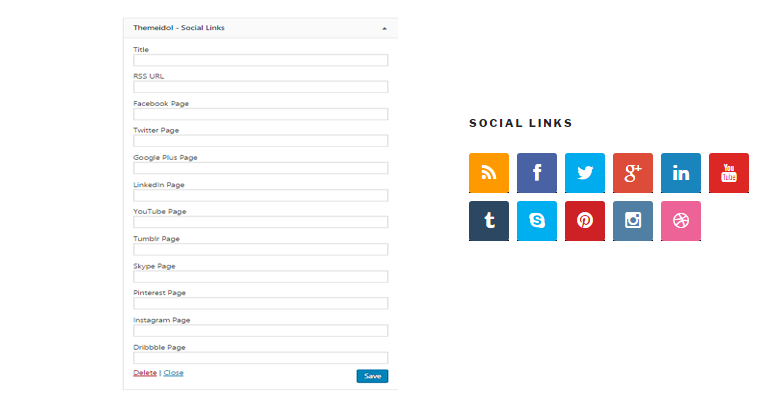 Themeidol - Social Links
Title
RSS URL
Facebook Page
Twitter Page
Google Plus Page
LinkedIn Page
YouTube Page
Tumblr Page
Skype Page
Pinterest Page
Instagram Page
Dribbble Page
Delete | Close
Save
SOCIAL LINKS
f
g+
in
You
Tube
t
S